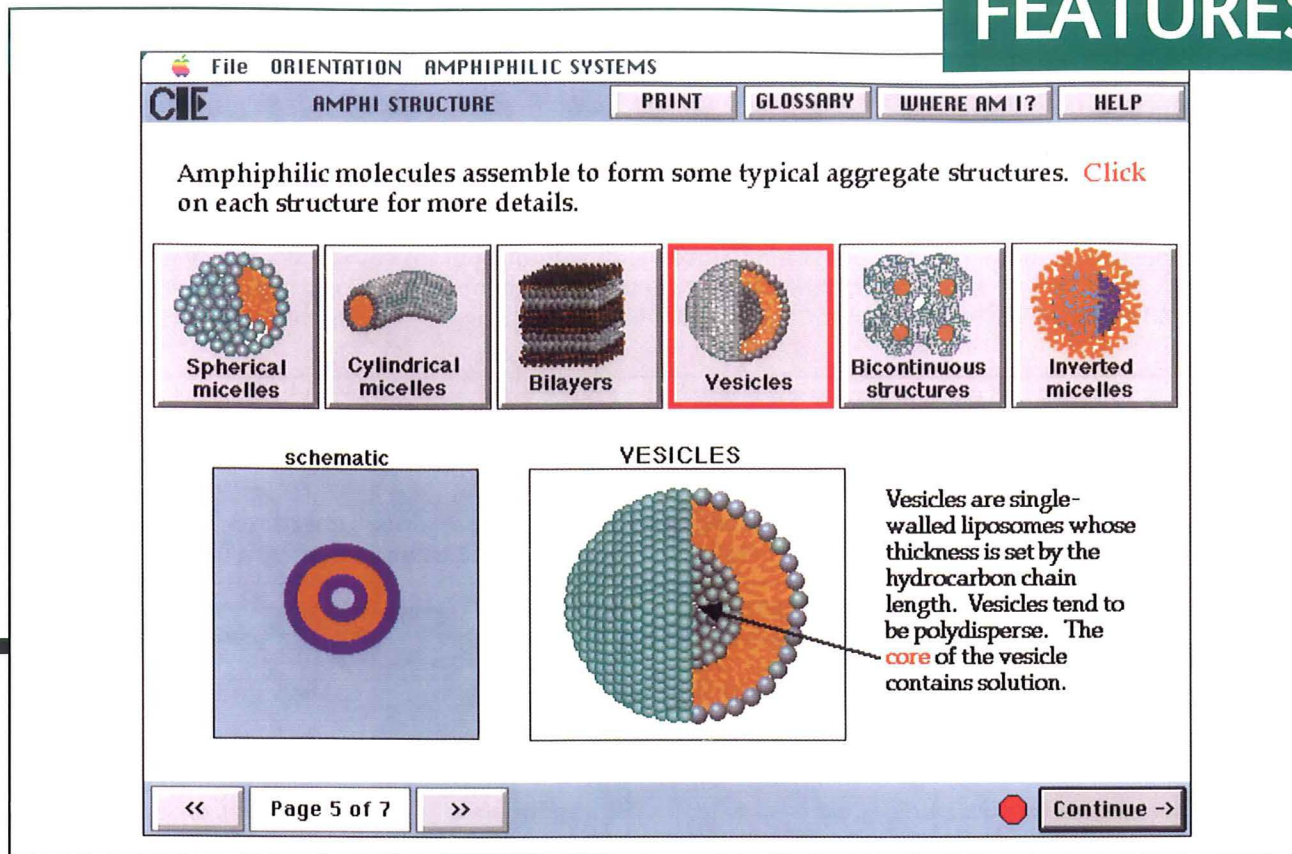 FEATURES
File ORIENTATION AMPHIPHILIC SYSTEMS
CIE AMPHI STRUCTURE PRINT GLOSSARY WHERE AM I? HELP
Amphiphilic molecules assemble to form some typical aggregate structures. Click
on each structure for more details.
Spherical
micelles
Cylindrical
micelles
Bilayers
Vesicles
Bicontinuous
structures
Inverted
micelles
schematic
VESICLES
Vesicles are single-
walled liposomes whose
thickness is set by the
hydrocarbon chain
length. Vesicles tend to
be polydisperse. The
core of the vesicle
contains solution.
<< Page 5 of 7 >> Continue ->